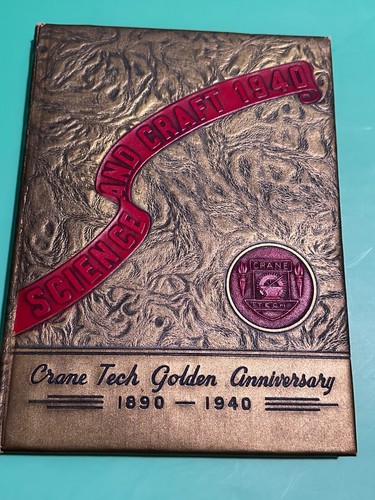 SCIENCE AND CRAFT 1940
CRANE
TECH
Crane Tech Golden Anniversary
1890 — 1940